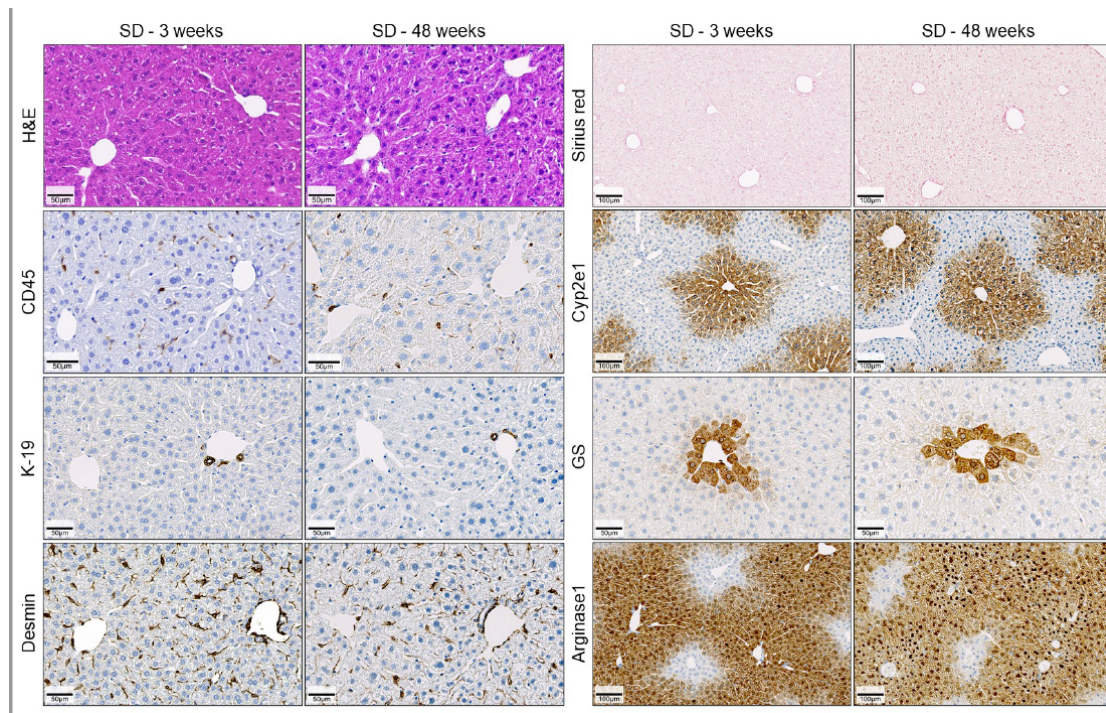 SD - 3 weeks
SD - 48 weeks
SD - 3 weeks
SD - 48 weeks
H&E
50µm
50µm
Sirius red
100µm
100µm
CD45
50µm
50µm
Cyp2e1
100µm
100µm
K-19
50µm
50µm
GS
50µm
50µm
Desmin
50µm
50µm
Arginase1
100µm
100µm